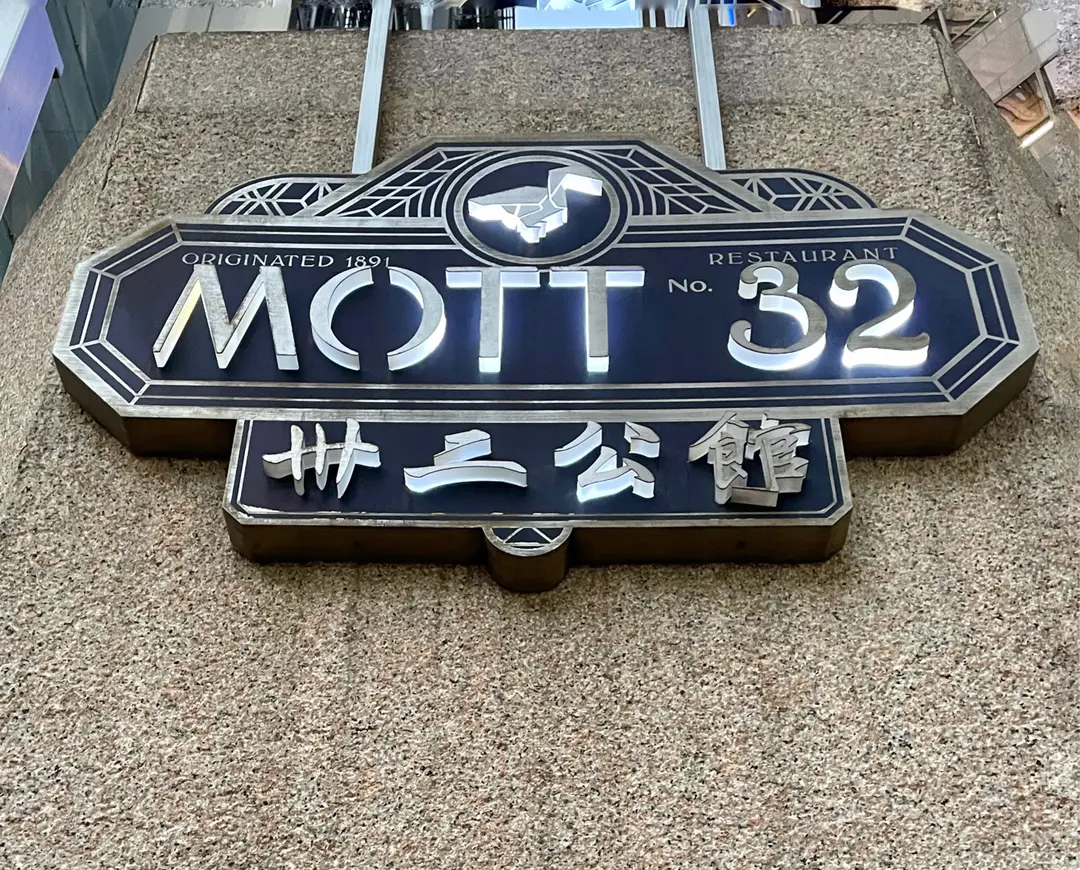 ORIGINATED 1891 RESTAURANT
MOTT No. 32
卅二公館